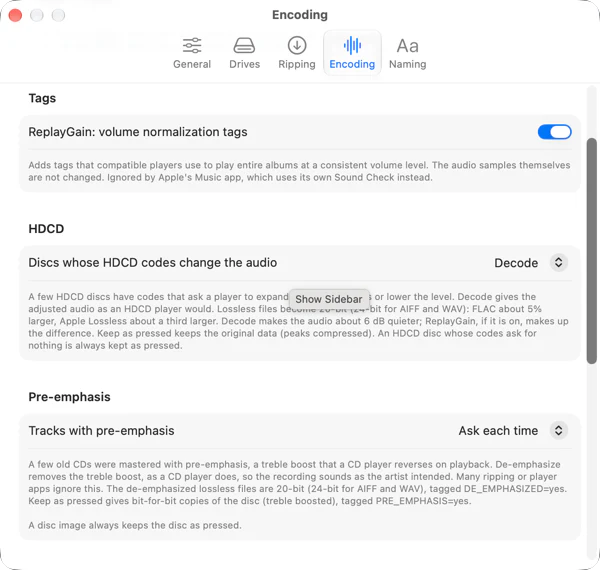 Encoding
General
Drives
Ripping
Encoding
Aa
Naming
Tags
ReplayGain: volume normalization tags
Adds tags that compatible players use to play entire albums at a consistent volume level. The audio samples themselves
are not changed. Ignored by Apple's Music app, which uses its own Sound Check instead.
HDCD
Discs whose HDCD codes change the audio
Decode
A few HDCD discs have codes that ask a player to expand
Show Sidebar
or lower the level. Decode gives the
adjusted audio as an HDCD player would. Lossless files become 20-bit (24-bit for AIFF and WAV): FLAC about 5%
larger, Apple Lossless about a third larger. Decode makes the audio about 6 dB quieter; ReplayGain, if it is on, makes up
the difference. Keep as pressed keeps the original data (peaks compressed). An HDCD disc whose codes ask for
nothing is always kept as pressed.
Pre-emphasis
Tracks with pre-emphasis
Ask each time
A few old CDs were mastered with pre-emphasis, a treble boost that a CD player reverses on playback. De-emphasize
removes the treble boost, as a CD player does, so the recording sounds as the artist intended. Many ripping or player
apps ignore this. The de-emphasized lossless files are 20-bit (24-bit for AIFF and WAV), tagged DE_EMPHASIZED=yes.
Keep as pressed gives bit-for-bit copies of the disc (treble boosted), tagged PRE_EMPHASIS=yes.
A disc image always keeps the disc as pressed.